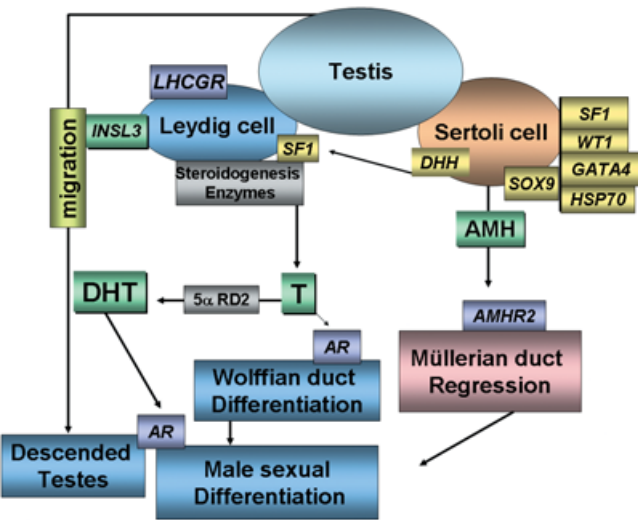 Testis
LHCGR
INSL3
Leydig cell
SF1
Steroidogenesis
Enzymes
migration
Sertoli cell
DHH
SOX9
SF1
WT1
GATA4
HSP70
AMH
DHT
5α RD2
T
AMHR2
AR
Wolffian duct
Differentiation
Müllerian duct
Regression
AR
Descended
Testes
Male sexual
Differentiation